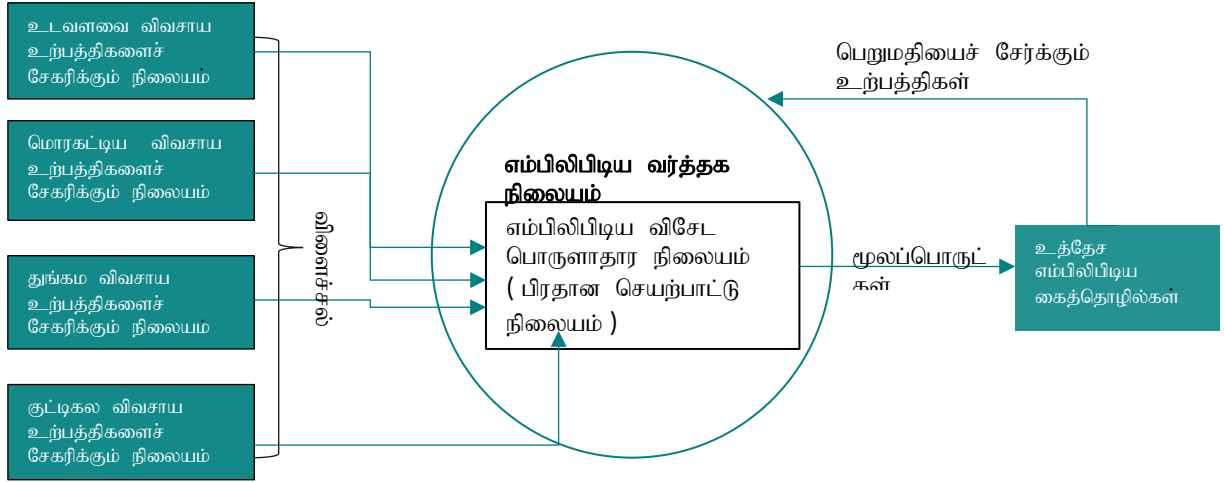 உடவளவை விவசாய
உற்பத்திகளைச்
சேகரிக்கும் நிலையம்
மொரகட்டிய விவசாய
உற்பத்திகளைச்
சேகரிக்கும் நிலையம்
துங்கம விவசாய
உற்பத்திகளைச்
சேகரிக்கும் நிலையம்
குட்டிகல விவசாய
உற்பத்திகளைச்
சேகரிக்கும் நிலையம்
விளைச்சல்
எம்பிலிபிடிய வர்த்தக
நிலையம்
எம்பிலிபிடிய விசேட
பொருளாதார நிலையம்
( பிரதான செயற்பாட்டு
நிலையம் )
மூலப்பொருட்
கள்
பெறுமதியைச் சேர்க்கும்
உற்பத்திகள்
உத்தேச
எம்பிலிபிடிய
கைத்தொழில்கள்